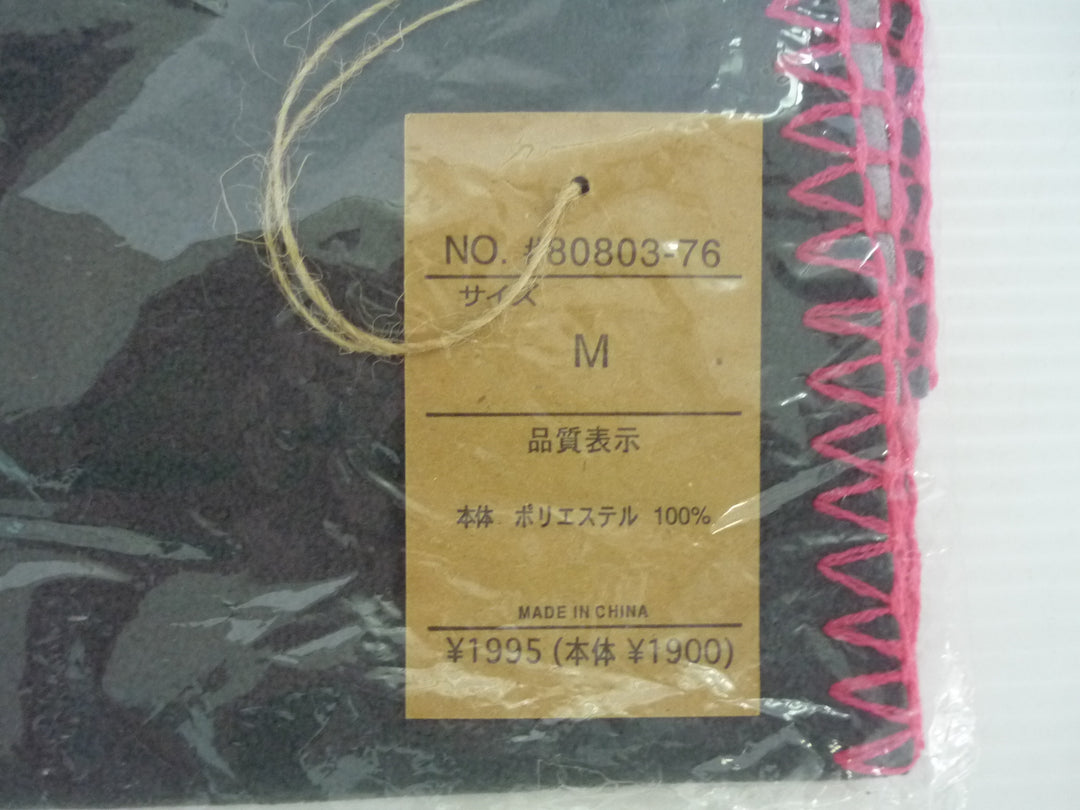 NO. #80803-76
サイズ
M
品質表示
本体 ポリエステル 100%
MADE IN CHINA
¥1995 (本体 ¥1900)